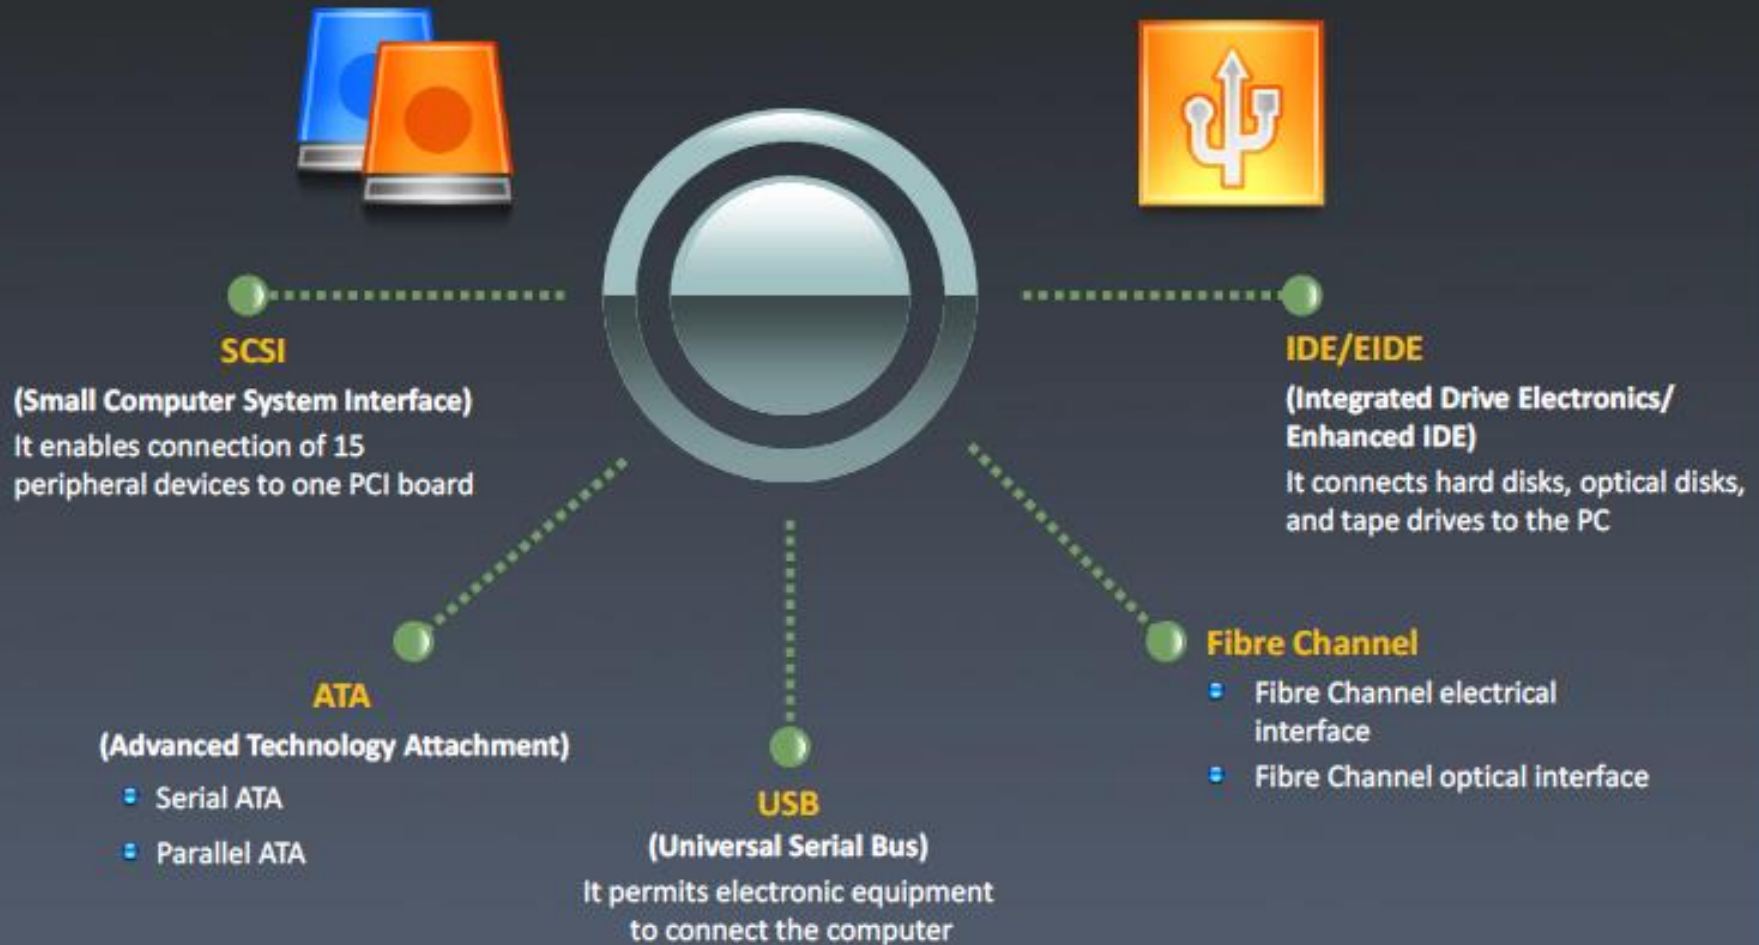 SCSI
(Small Computer System Interface)
It enables connection of 15
peripheral devices to one PCI board
IDE/EIDE
(Integrated Drive Electronics/
Enhanced IDE)
It connects hard disks, optical disks,
and tape drives to the PC
ATA
(Advanced Technology Attachment)
Serial ATA
Parallel ATA
USB
(Universal Serial Bus)
It permits electronic equipment
to connect the computer
Fibre Channel
Fibre Channel electrical
interface
Fibre Channel optical interface